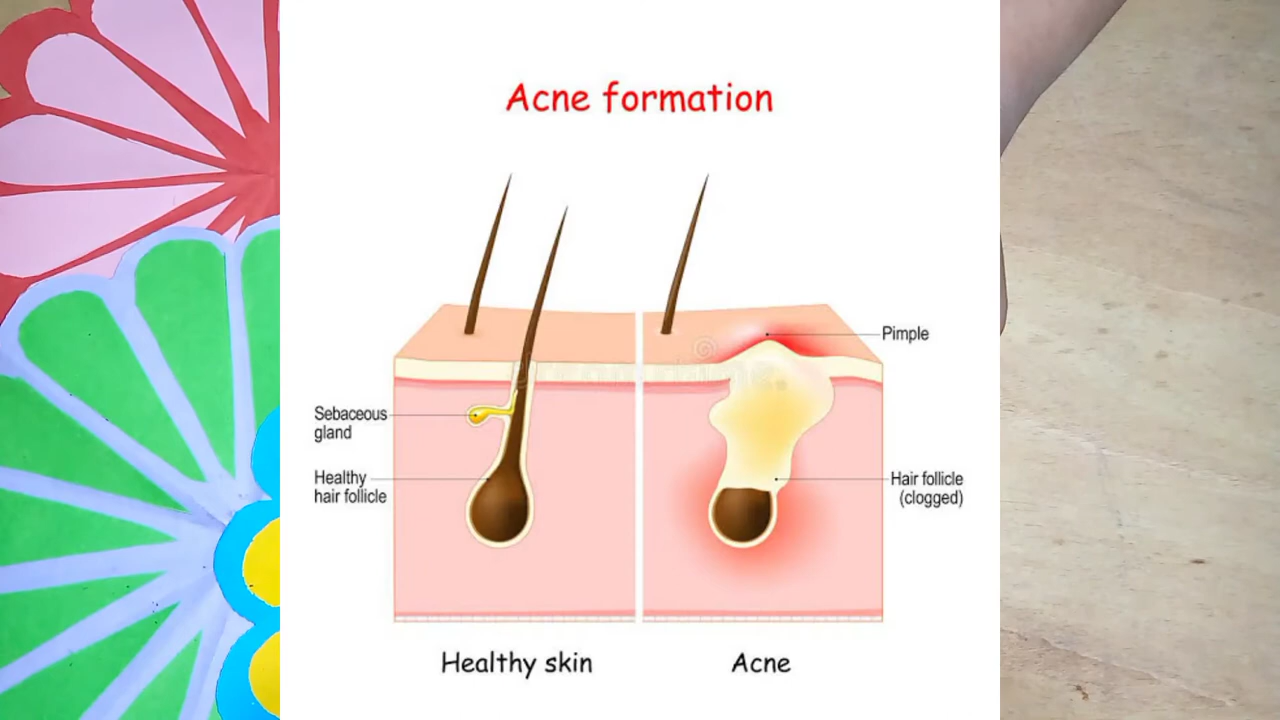 Acne formation
Pimple
Sebaceous
gland
Healthy
hair follicle
Hair follicle
(clogged)
Healthy skin
Acne